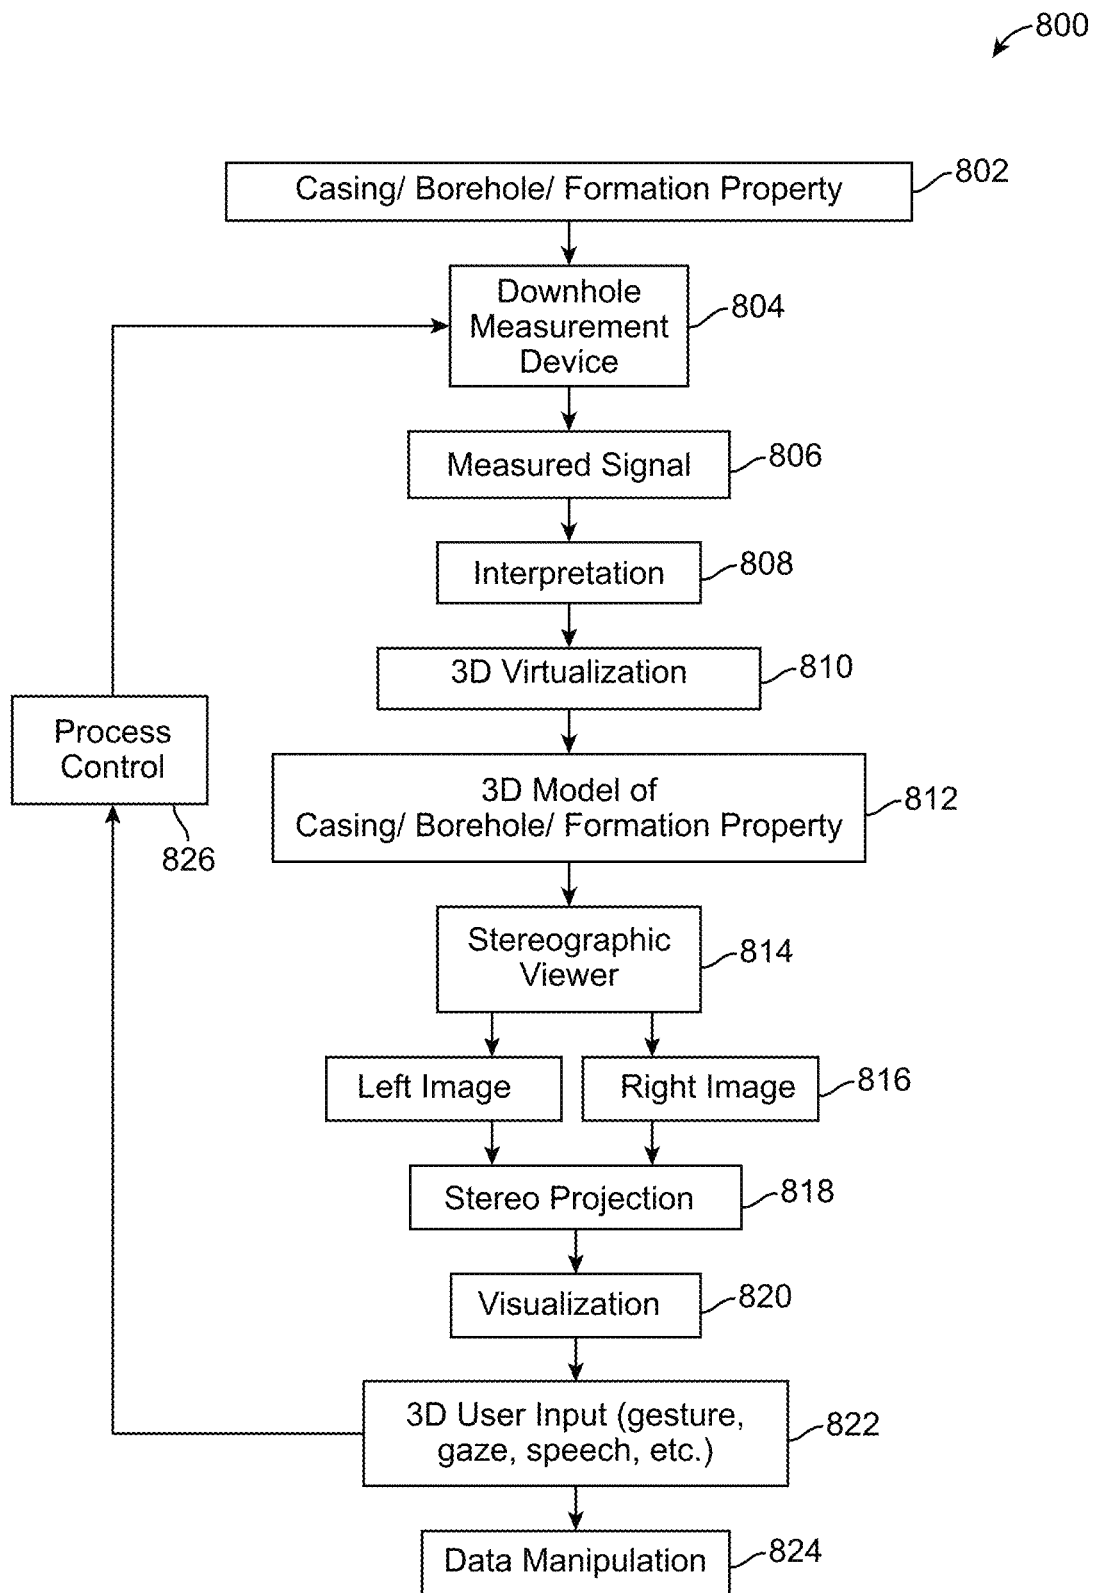 800
Casing/ Borehole/ Formation Property
802
Downhole
Measurement
Device
804
Measured Signal
806
Interpretation
808
3D Virtualization
810
Process
Control
826
3D Model of
Casing/ Borehole/ Formation Property
812
Stereographic
Viewer
814
Left Image
Right Image
816
Stereo Projection
818
Visualization
820
3D User Input (gesture,
gaze, speech, etc.)
822
Data Manipulation
824